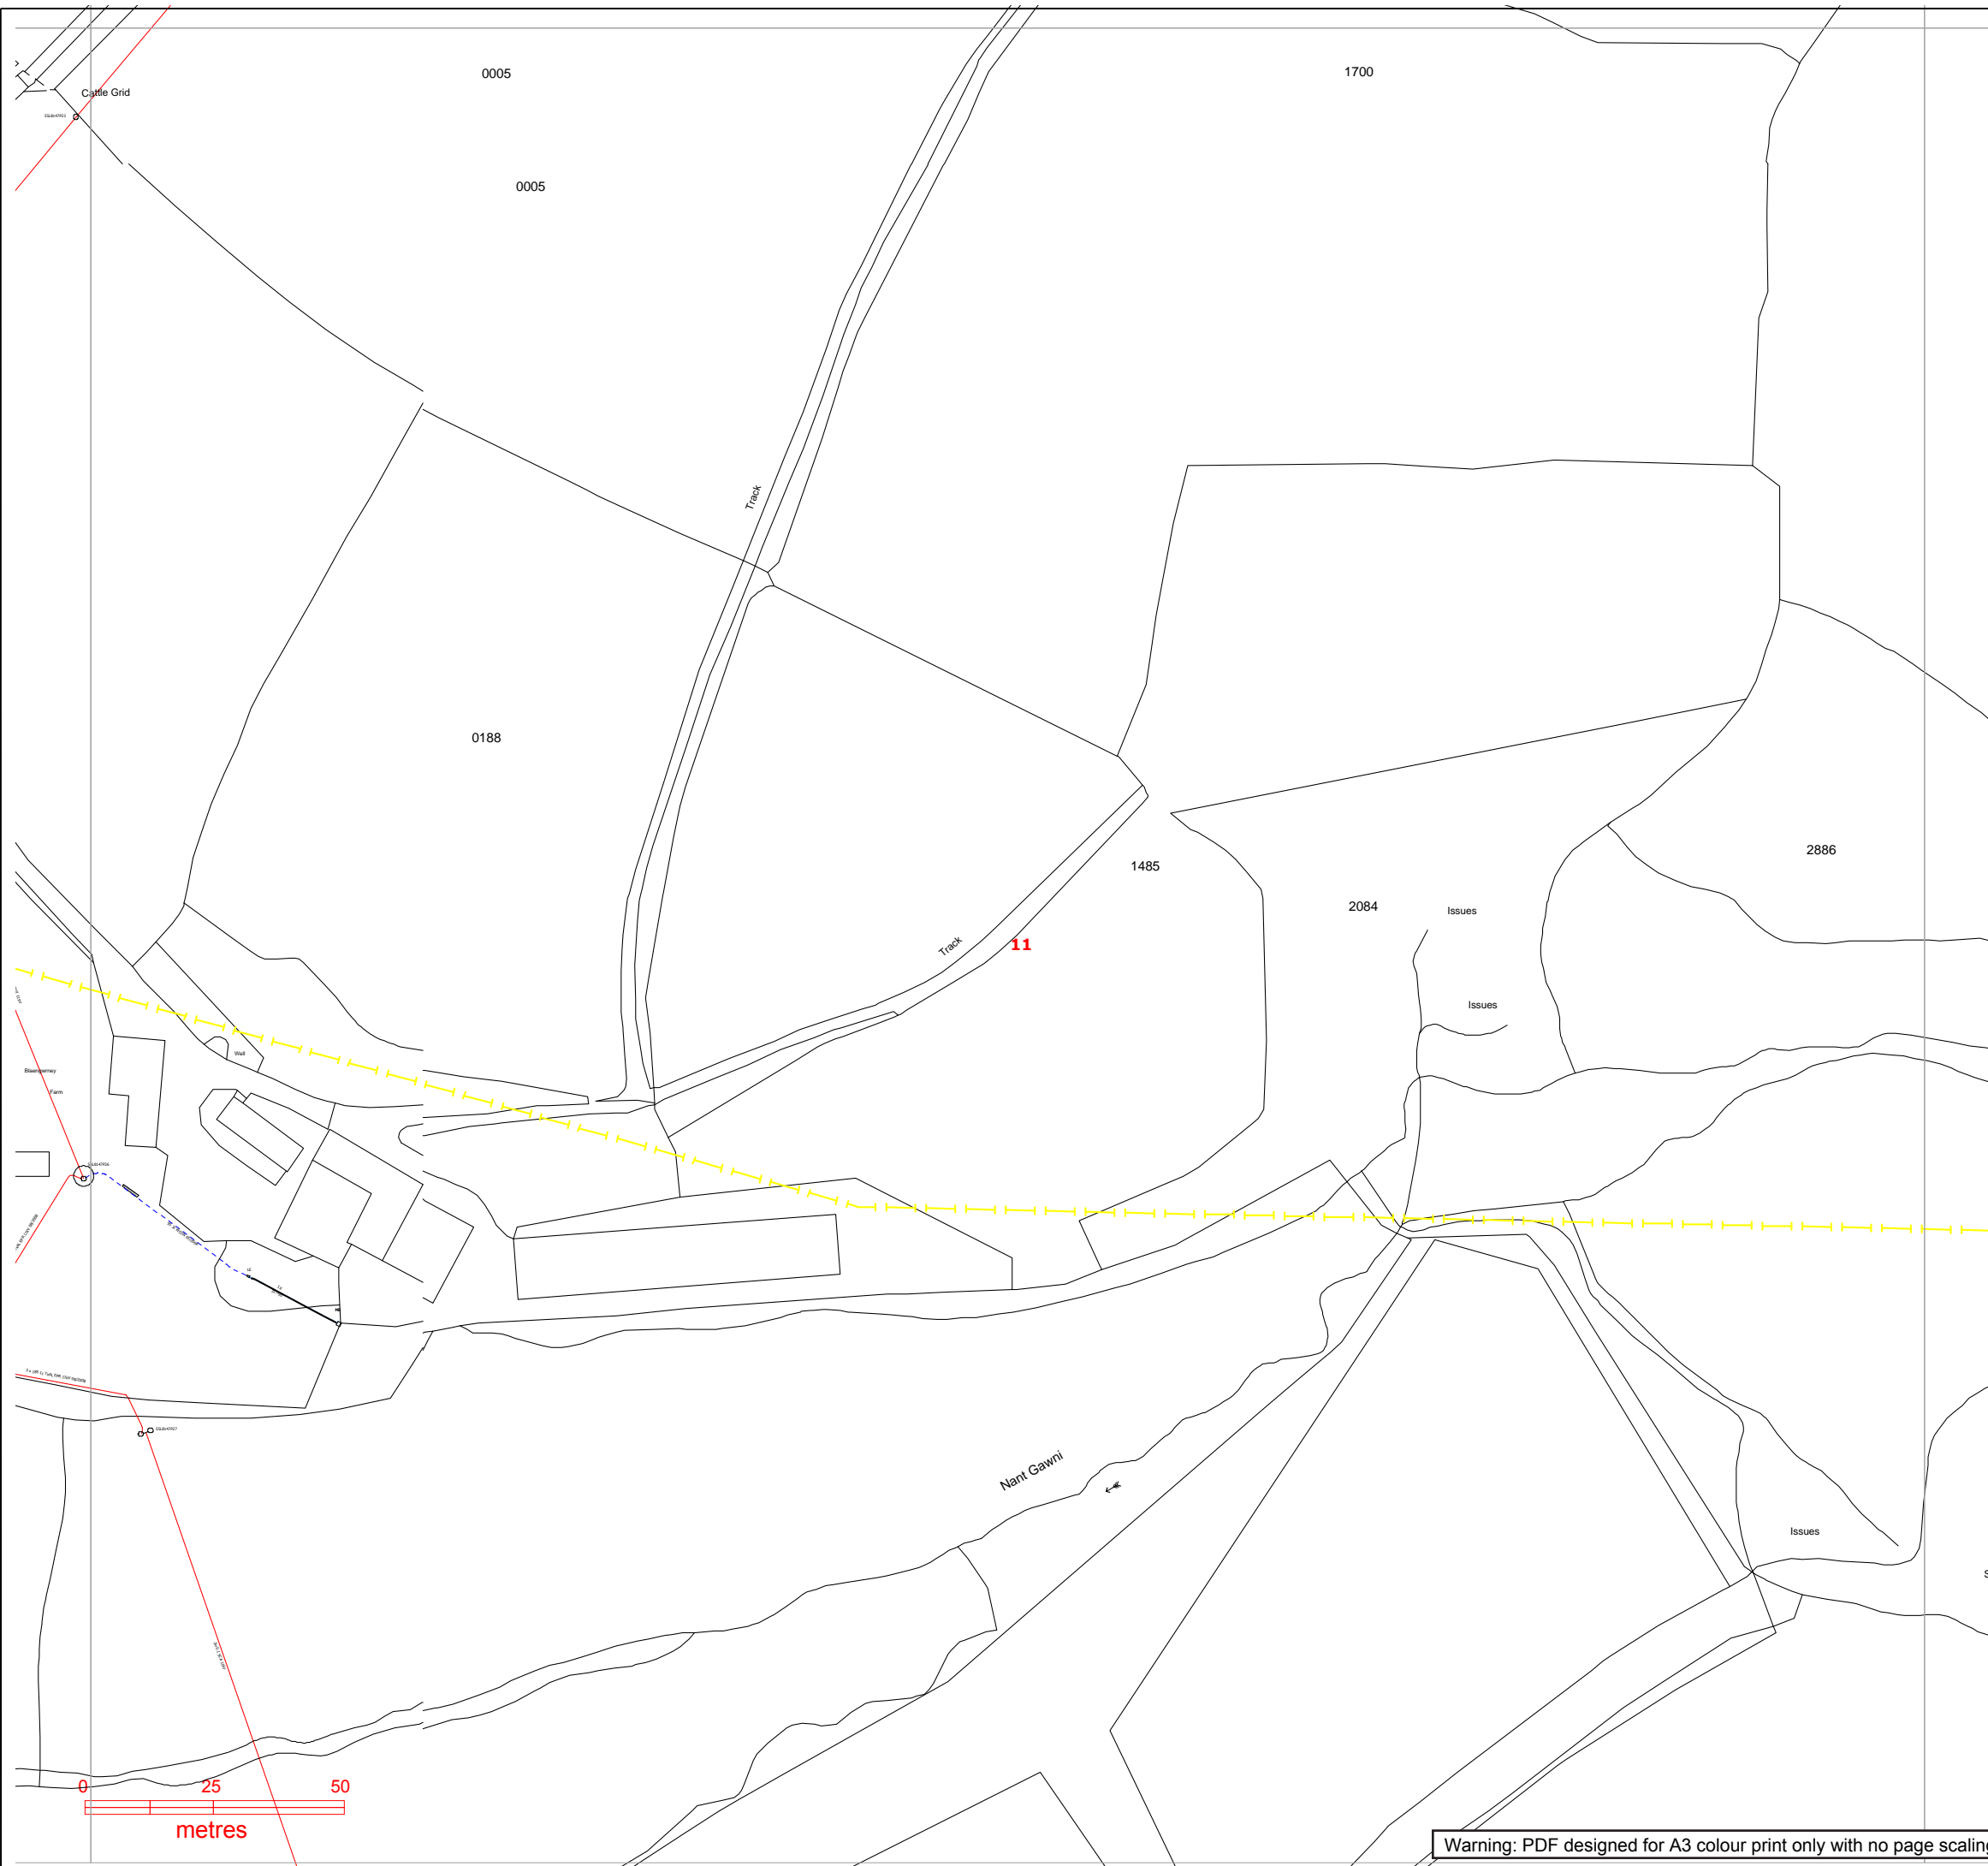 0005
1700
Cattle Grid
0005
Track
0188
1485
2886
2084
Issues
Track
11
Issues
Wall
Blaengwrney
Farm
Nant Gawni
Issues
0 25 50
metres
Warning: PDF designed for A3 colour print only with no page scaling